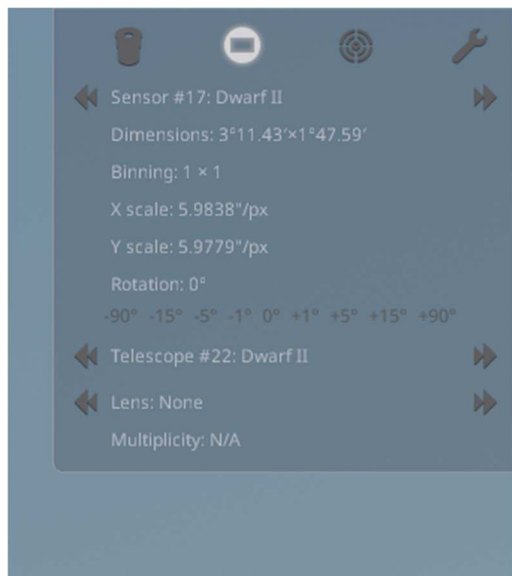 Sensor #17: Dwarf II
Dimensions: 3°11.43′×1°47.59′
Binning: 1 × 1
X scale: 5.9838"/px
Y scale: 5.9779"/px
Rotation: 0°
-90° -15° -5° -1° 0° +1° +5° +15° +90°
Telescope #22: Dwarf II
Lens: None
Multiplicity: N/A